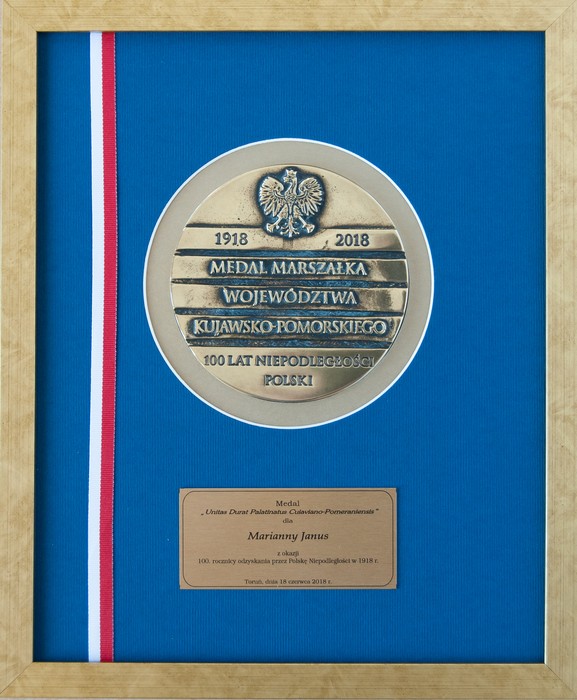 1918 2018
MEDAL MARSZAŁKA
WOJEWÓDZTWA
KUJAWSKO-POMORSKIEGO
100 LAT NIEPODLEGŁOŚCI
POLSKI
Medal
„Unitas Durat Palatinatus Cuiaviano-Pomeraniensis”
dla
Marianny Janus
z okazji
100. rocznicy odzyskania przez Polskę Niepodległości w 1918 r.
Toruń, dnia 18 czerwca 2018 r.